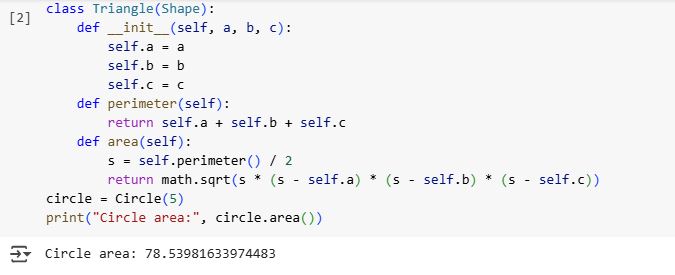 [2]
class Triangle(Shape):
    def __init__(self, a, b, c):
        self.a = a
        self.b = b
        self.c = c
    def perimeter(self):
        return self.a + self.b + self.c
    def area(self):
        s = self.perimeter() / 2
        return math.sqrt(s * (s - self.a) * (s - self.b) * (s - self.c))
circle = Circle(5)
print("Circle area:", circle.area())
Circle area: 78.53981633974483